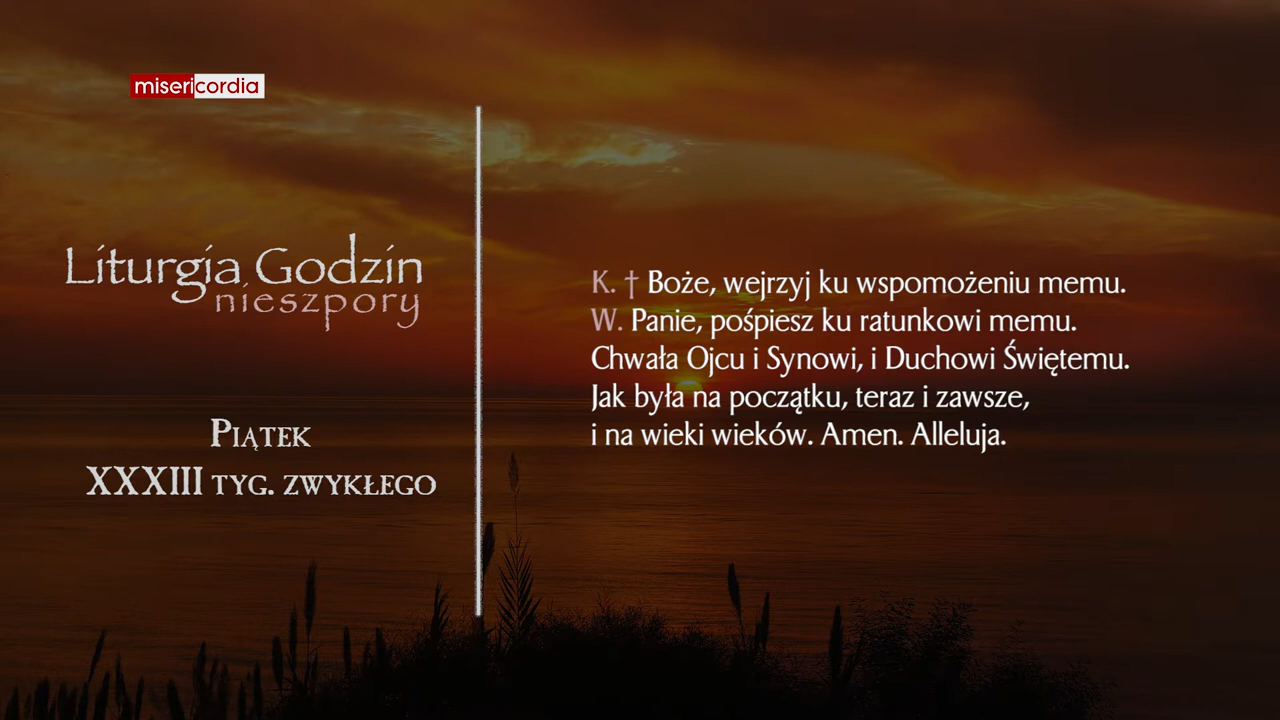 misericordia
Liturgia Godzin
nieszpory
Piątek
XXXIII tyg. zwykłego
K. † Boże, wejrzyj ku wspomożeniu memu.
W. Panie, pośpiesz ku ratunkowi memu.
Chwała Ojcu i Synowi, i Duchowi Świętemu.
Jak była na początku, teraz i zawsze,
i na wieki wieków. Amen. Alleluja.